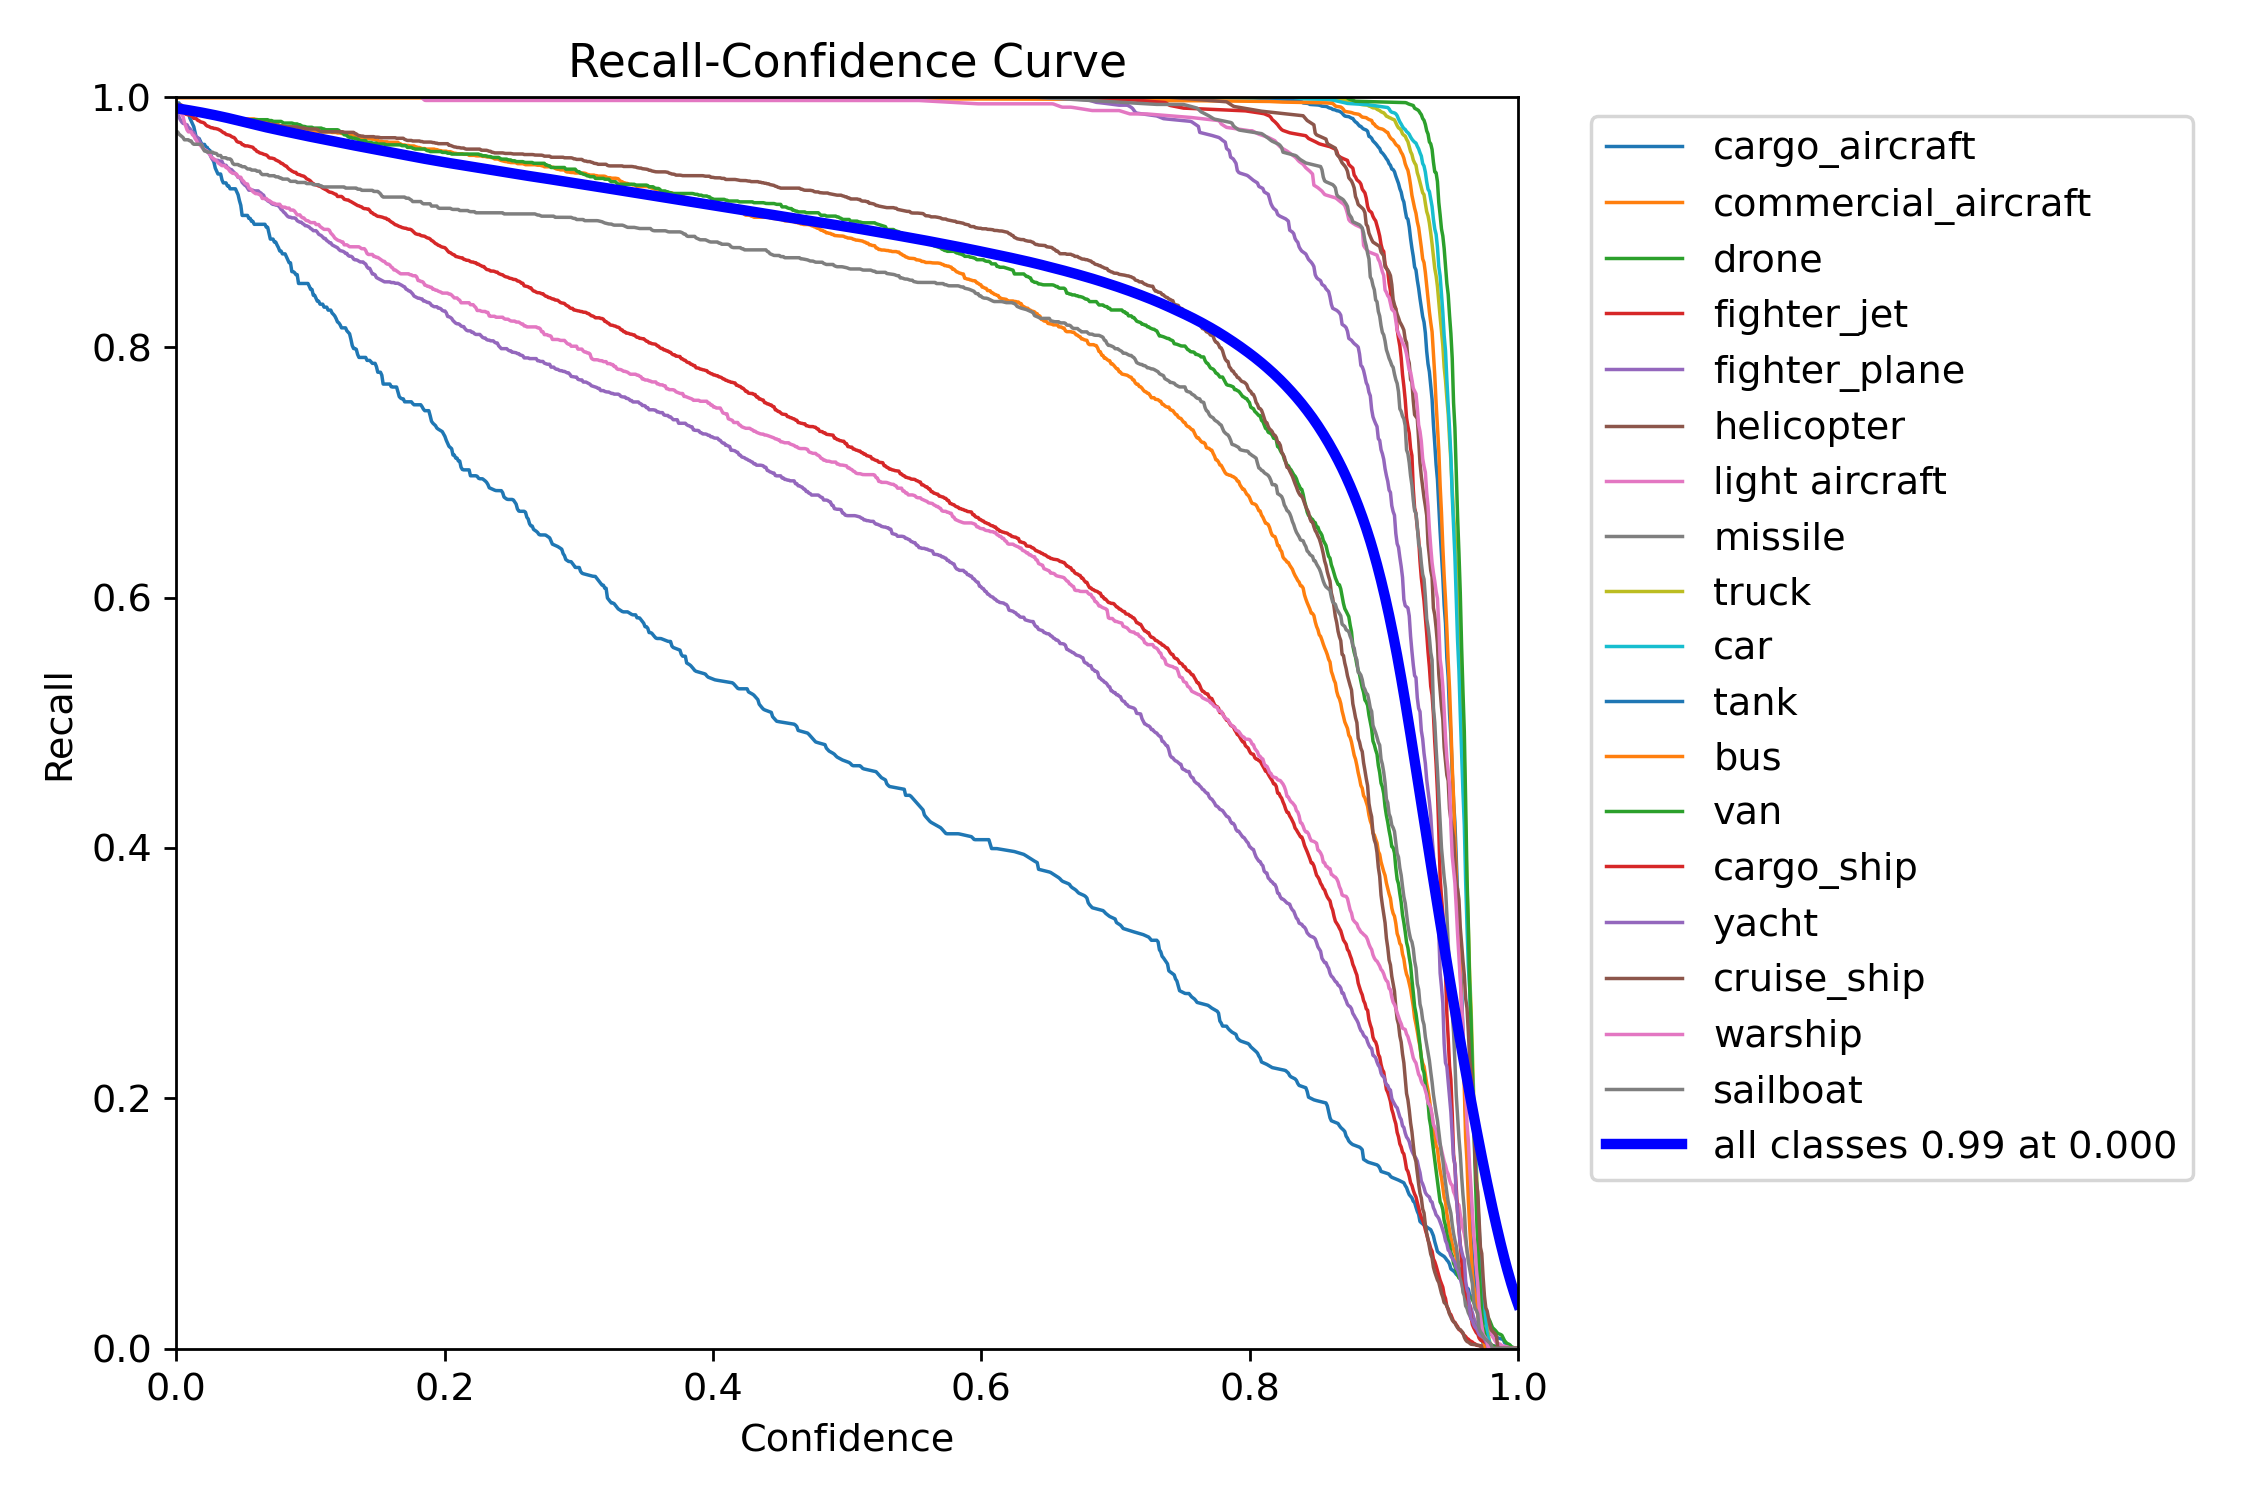 Recall-Confidence Curve
1.0
0.8
0.6
0.4
0.2
0.0
Recall
0.0 0.2 0.4 0.6 0.8 1.0
Confidence
cargo_aircraft
commercial_aircraft
drone
fighter_jet
fighter_plane
helicopter
light aircraft
missile
truck
car
tank
bus
van
cargo_ship
yacht
cruise_ship
warship
sailboat
all classes 0.99 at 0.000